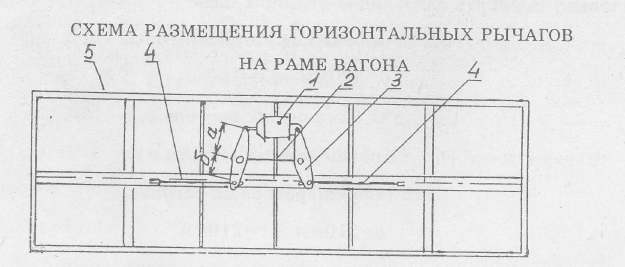 СХЕМА РАЗМЕЩЕНИЯ ГОРИЗОНТАЛЬНЫХ РЫЧАГОВ
НА РАМЕ ВАГОНА
5 4 1 2 3 4
а
б